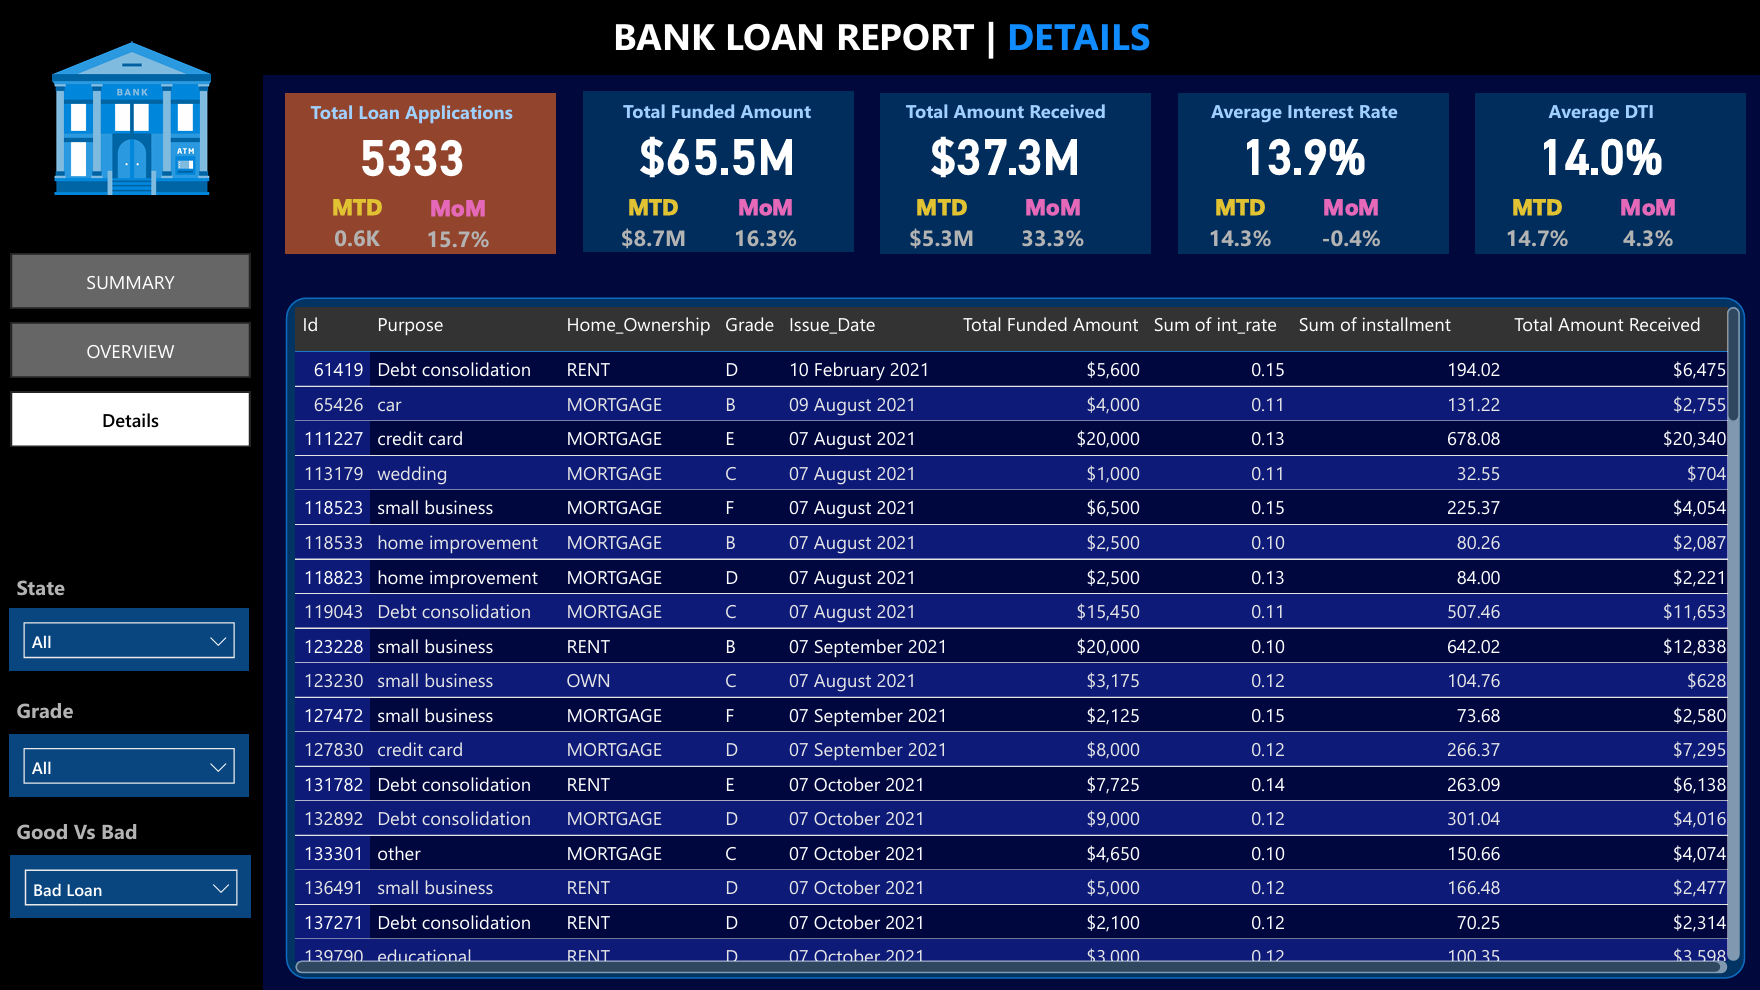 BANK LOAN REPORT | DETAILS
BANK
ATM
SUMMARY
OVERVIEW
Details
State
All
Grade
All
Good Vs Bad
Bad Loan
Total Loan Applications
5333
MTD MoM
0.6K 15.7%
Total Funded Amount
$65.5M
MTD MoM
$8.7M 16.3%
Total Amount Received
$37.3M
MTD MoM
$5.3M 33.3%
Average Interest Rate
13.9%
MTD MoM
14.3% -0.4%
Average DTI
14.0%
MTD MoM
14.7% 4.3%
Id Purpose Home_Ownership Grade Issue_Date Total Funded Amount Sum of int_rate Sum of installment Total Amount Received
61419 Debt consolidation RENT D 10 February 2021 $5,600 0.15 194.02 $6,475
65426 car MORTGAGE B 09 August 2021 $4,000 0.11 131.22 $2,755
111227 credit card MORTGAGE E 07 August 2021 $20,000 0.13 678.08 $20,340
113179 wedding MORTGAGE C 07 August 2021 $1,000 0.11 32.55 $704
118523 small business MORTGAGE F 07 August 2021 $6,500 0.15 225.37 $4,054
118533 home improvement MORTGAGE B 07 August 2021 $2,500 0.10 80.26 $2,087
118823 home improvement MORTGAGE D 07 August 2021 $2,500 0.13 84.00 $2,221
119043 Debt consolidation MORTGAGE C 07 August 2021 $15,450 0.11 507.46 $11,653
123228 small business RENT B 07 September 2021 $20,000 0.10 642.02 $12,838
123230 small business OWN C 07 August 2021 $3,175 0.12 104.76 $628
127472 small business MORTGAGE F 07 September 2021 $2,125 0.15 73.68 $2,580
127830 credit card MORTGAGE D 07 September 2021 $8,000 0.12 266.37 $7,295
131782 Debt consolidation RENT E 07 October 2021 $7,725 0.14 263.09 $6,138
132892 Debt consolidation MORTGAGE D 07 October 2021 $9,000 0.12 301.04 $4,016
133301 other MORTGAGE C 07 October 2021 $4,650 0.10 150.66 $4,074
136491 small business RENT D 07 October 2021 $5,000 0.12 166.48 $2,477
137271 Debt consolidation RENT D 07 October 2021 $2,100 0.12 70.25 $2,314
139790 educational RENT D 07 October 2021 $3,000 0.12 100.35 $3,598